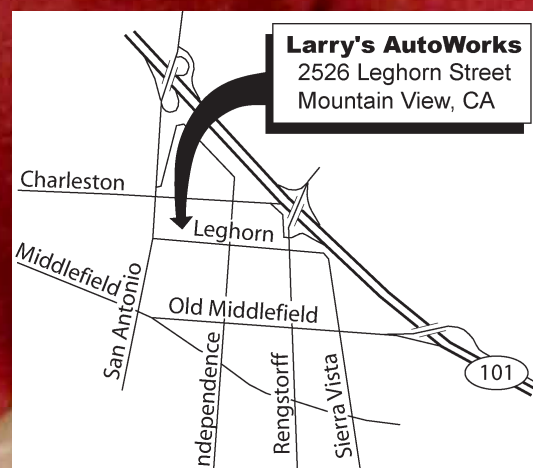 Larry's AutoWorks
2526 Leghorn Street
Mountain View, CA
Charleston
Leghorn
Middlefield
San Antonio
Old Middlefield
Independence
Rengstorff
Sierra Vista
101